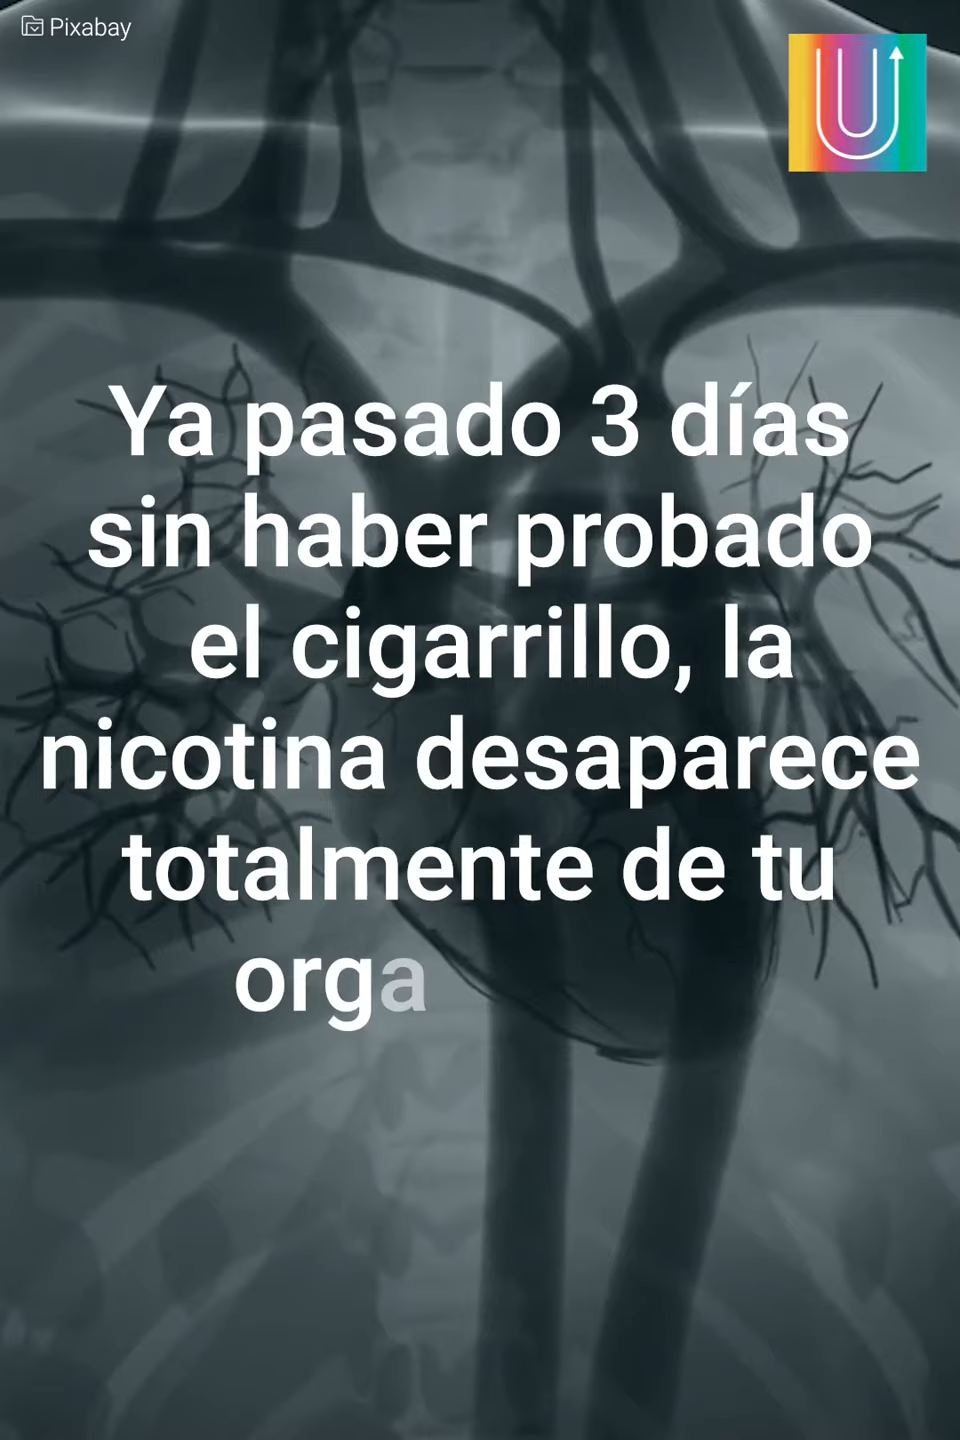 Pixabay
U
Ya pasado 3 días
sin haber probado
el cigarrillo, la
nicotina desaparece
totalmente de tu
orga